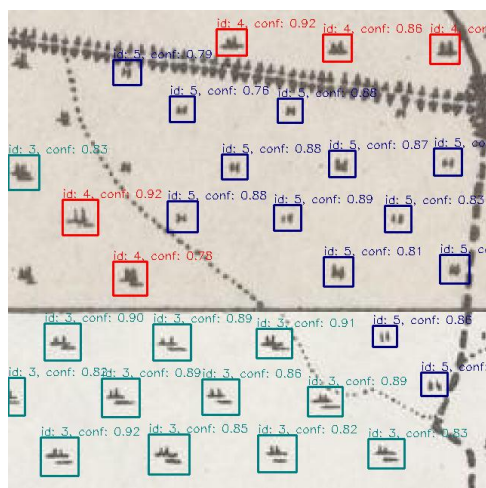 id: 4, conf: 0.92
id: 4, conf: 0.86
id: 4, co
id: 5, conf: 0.79
id: 5, conf: 0.76
id: 5, conf: 0.88
id: 3, conf: 0.83
id: 5, conf: 0.88
id: 5, conf: 0.87
id: 5, co
id: 4, conf: 0.92
id: 5, conf: 0.88
id: 5, conf: 0.89
id: 5, conf: 0.83
id: 4, conf: 0.78
id: 5, conf: 0.81
id: 5, c
id: 3, conf: 0.90
id: 3, conf: 0.89
id: 3, conf: 0.91
id: 5, conf: 0.86
id: 3, conf: 0.83
id: 3, conf: 0.89
id: 3, conf: 0.86
id: 3, conf: 0.89
id: 5, conf:
id: 3, conf: 0.92
id: 3, conf: 0.85
id: 3, conf: 0.82
id: 3, conf: 0.83